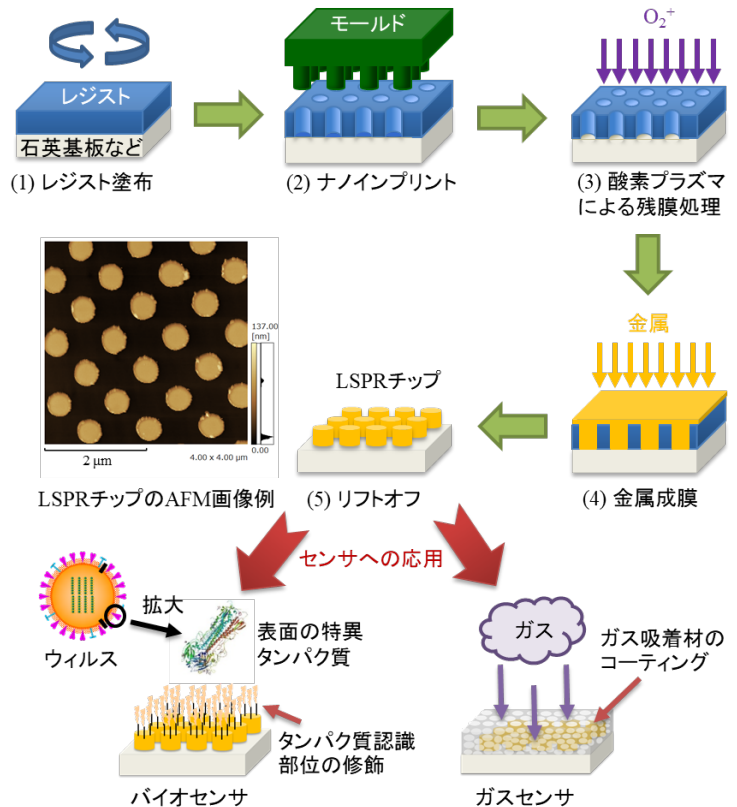 モールド
O₂⁺
レジスト
石英基板など
(1) レジスト塗布
(2) ナノインプリント
(3) 酸素プラズマ
による残膜処理
137.00
[nm]
0.00
2 μm
4.00 x 4.00 μm
LSPRチップのAFM画像例
LSPRチップ
(5) リフトオフ
金属
(4) 金属成膜
センサへの応用
拡大
ウィルス
表面の特異
タンパク質
タンパク質認識
部位の修飾
バイオセンサ
ガス
ガス吸着材の
コーティング
ガスセンサ